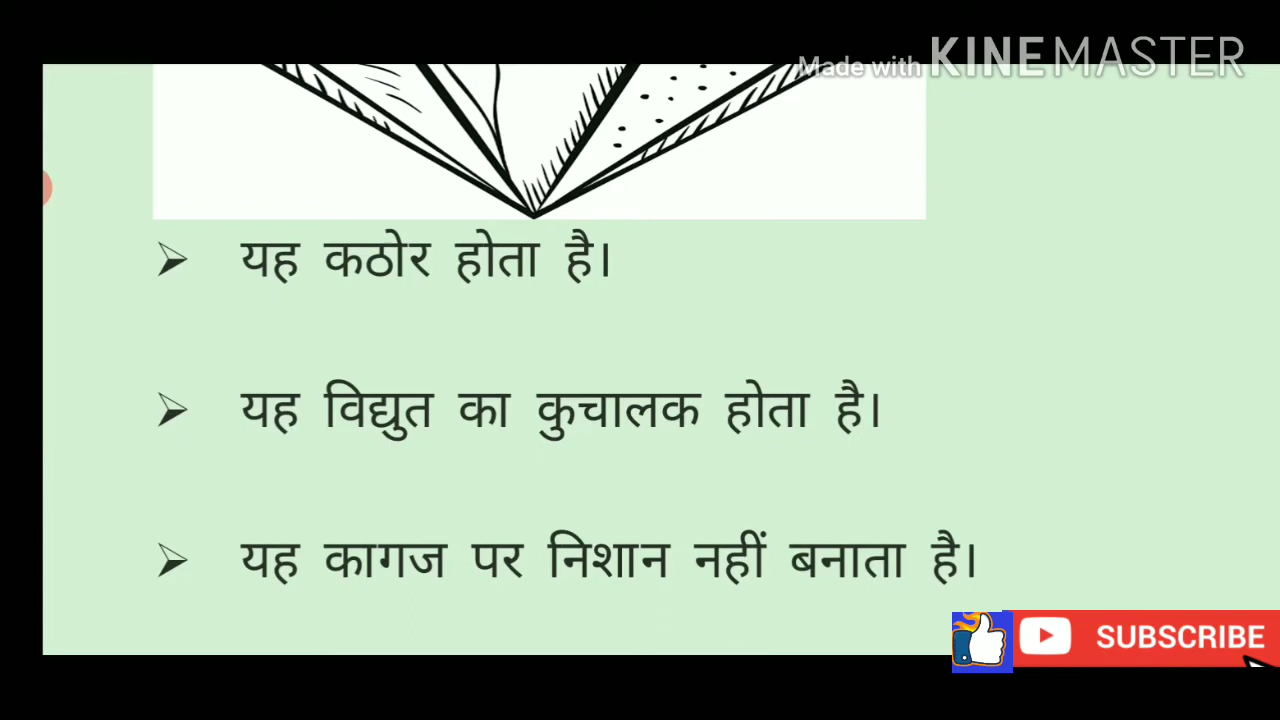 Made with KINEMASTER
यह कठोर होता है।
यह विद्युत का कुचालक होता है।
यह कागज पर निशान नहीं बनाता है।
SUBSCRIBE